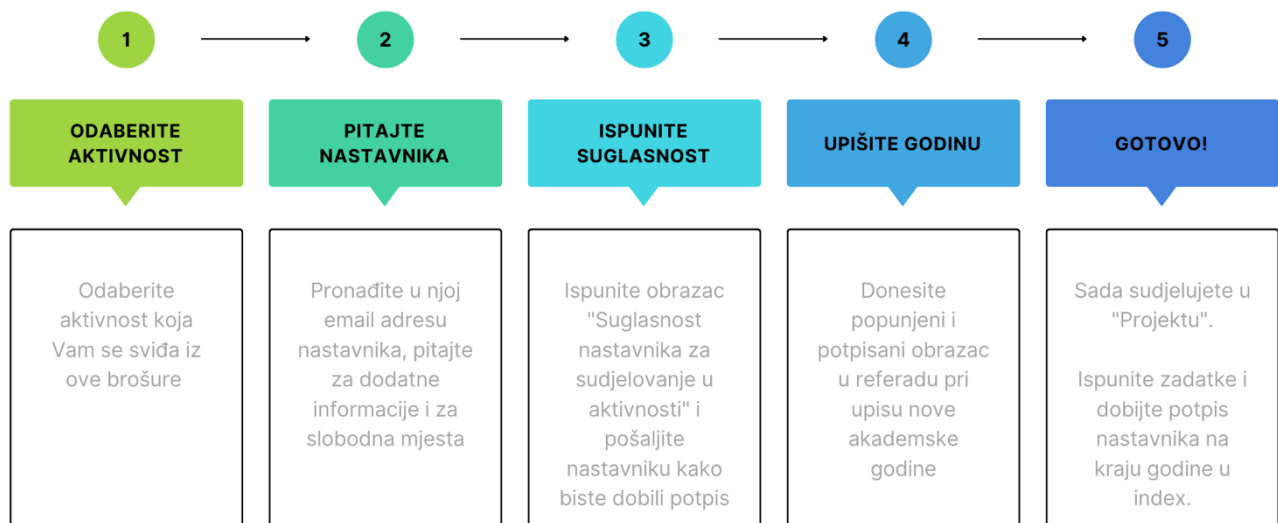 1
2
3
4
5
ODABERITE
AKTIVNOST
PITAJTE
NASTAVNIKA
ISPUNITE
SUGLASNOST
UPIŠITE GODINU
GOTOVO!
Odaberite
aktivnost koja
Vam se sviđa iz
ove brošure
Pronađite u njoj
email adresu
nastavnika, pitajte
za dodatne
informacije i za
slobodna mjesta
Ispunite obrazac
"Suglasnost
nastavnika za
sudjelovanje u
aktivnosti" i
pošaljite
nastavniku kako
biste dobili potpis
Donesite
popunjeni i
potpisani obrazac
u referadu pri
upisu nove
akademske
godine
Sada sudjelujete u
"Projektu".
Ispunite zadatke i
dobijte potpis
nastavnika na
kraju godine u
index.